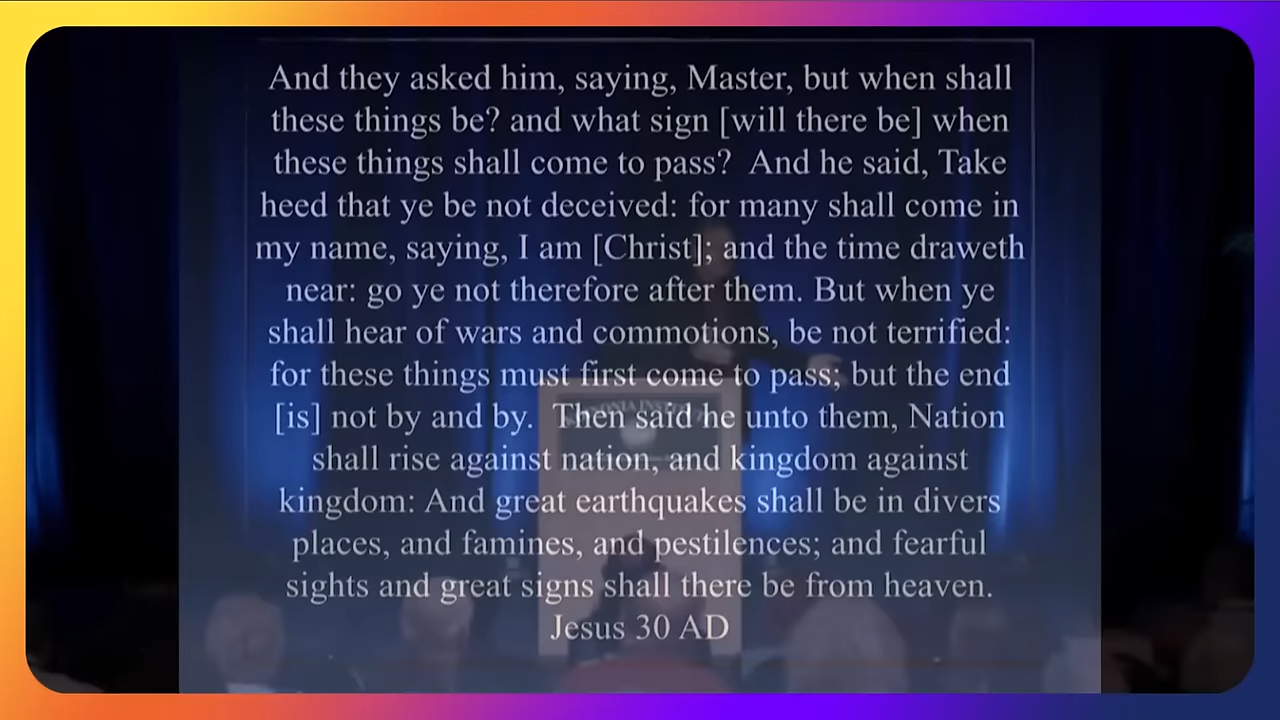 And they asked him, saying, Master, but when shall
these things be? and what sign [will there be] when
these things shall come to pass?  And he said, Take
heed that ye be not deceived: for many shall come in
my name, saying, I am [Christ]; and the time draweth
near: go ye not therefore after them. But when ye
shall hear of wars and commotions, be not terrified:
for these things must first come to pass; but the end
[is] not by and by.  Then said he unto them, Nation
shall rise against nation, and kingdom against
kingdom: And great earthquakes shall be in divers
places, and famines, and pestilences; and fearful
sights and great signs shall there be from heaven.
Jesus 30 AD